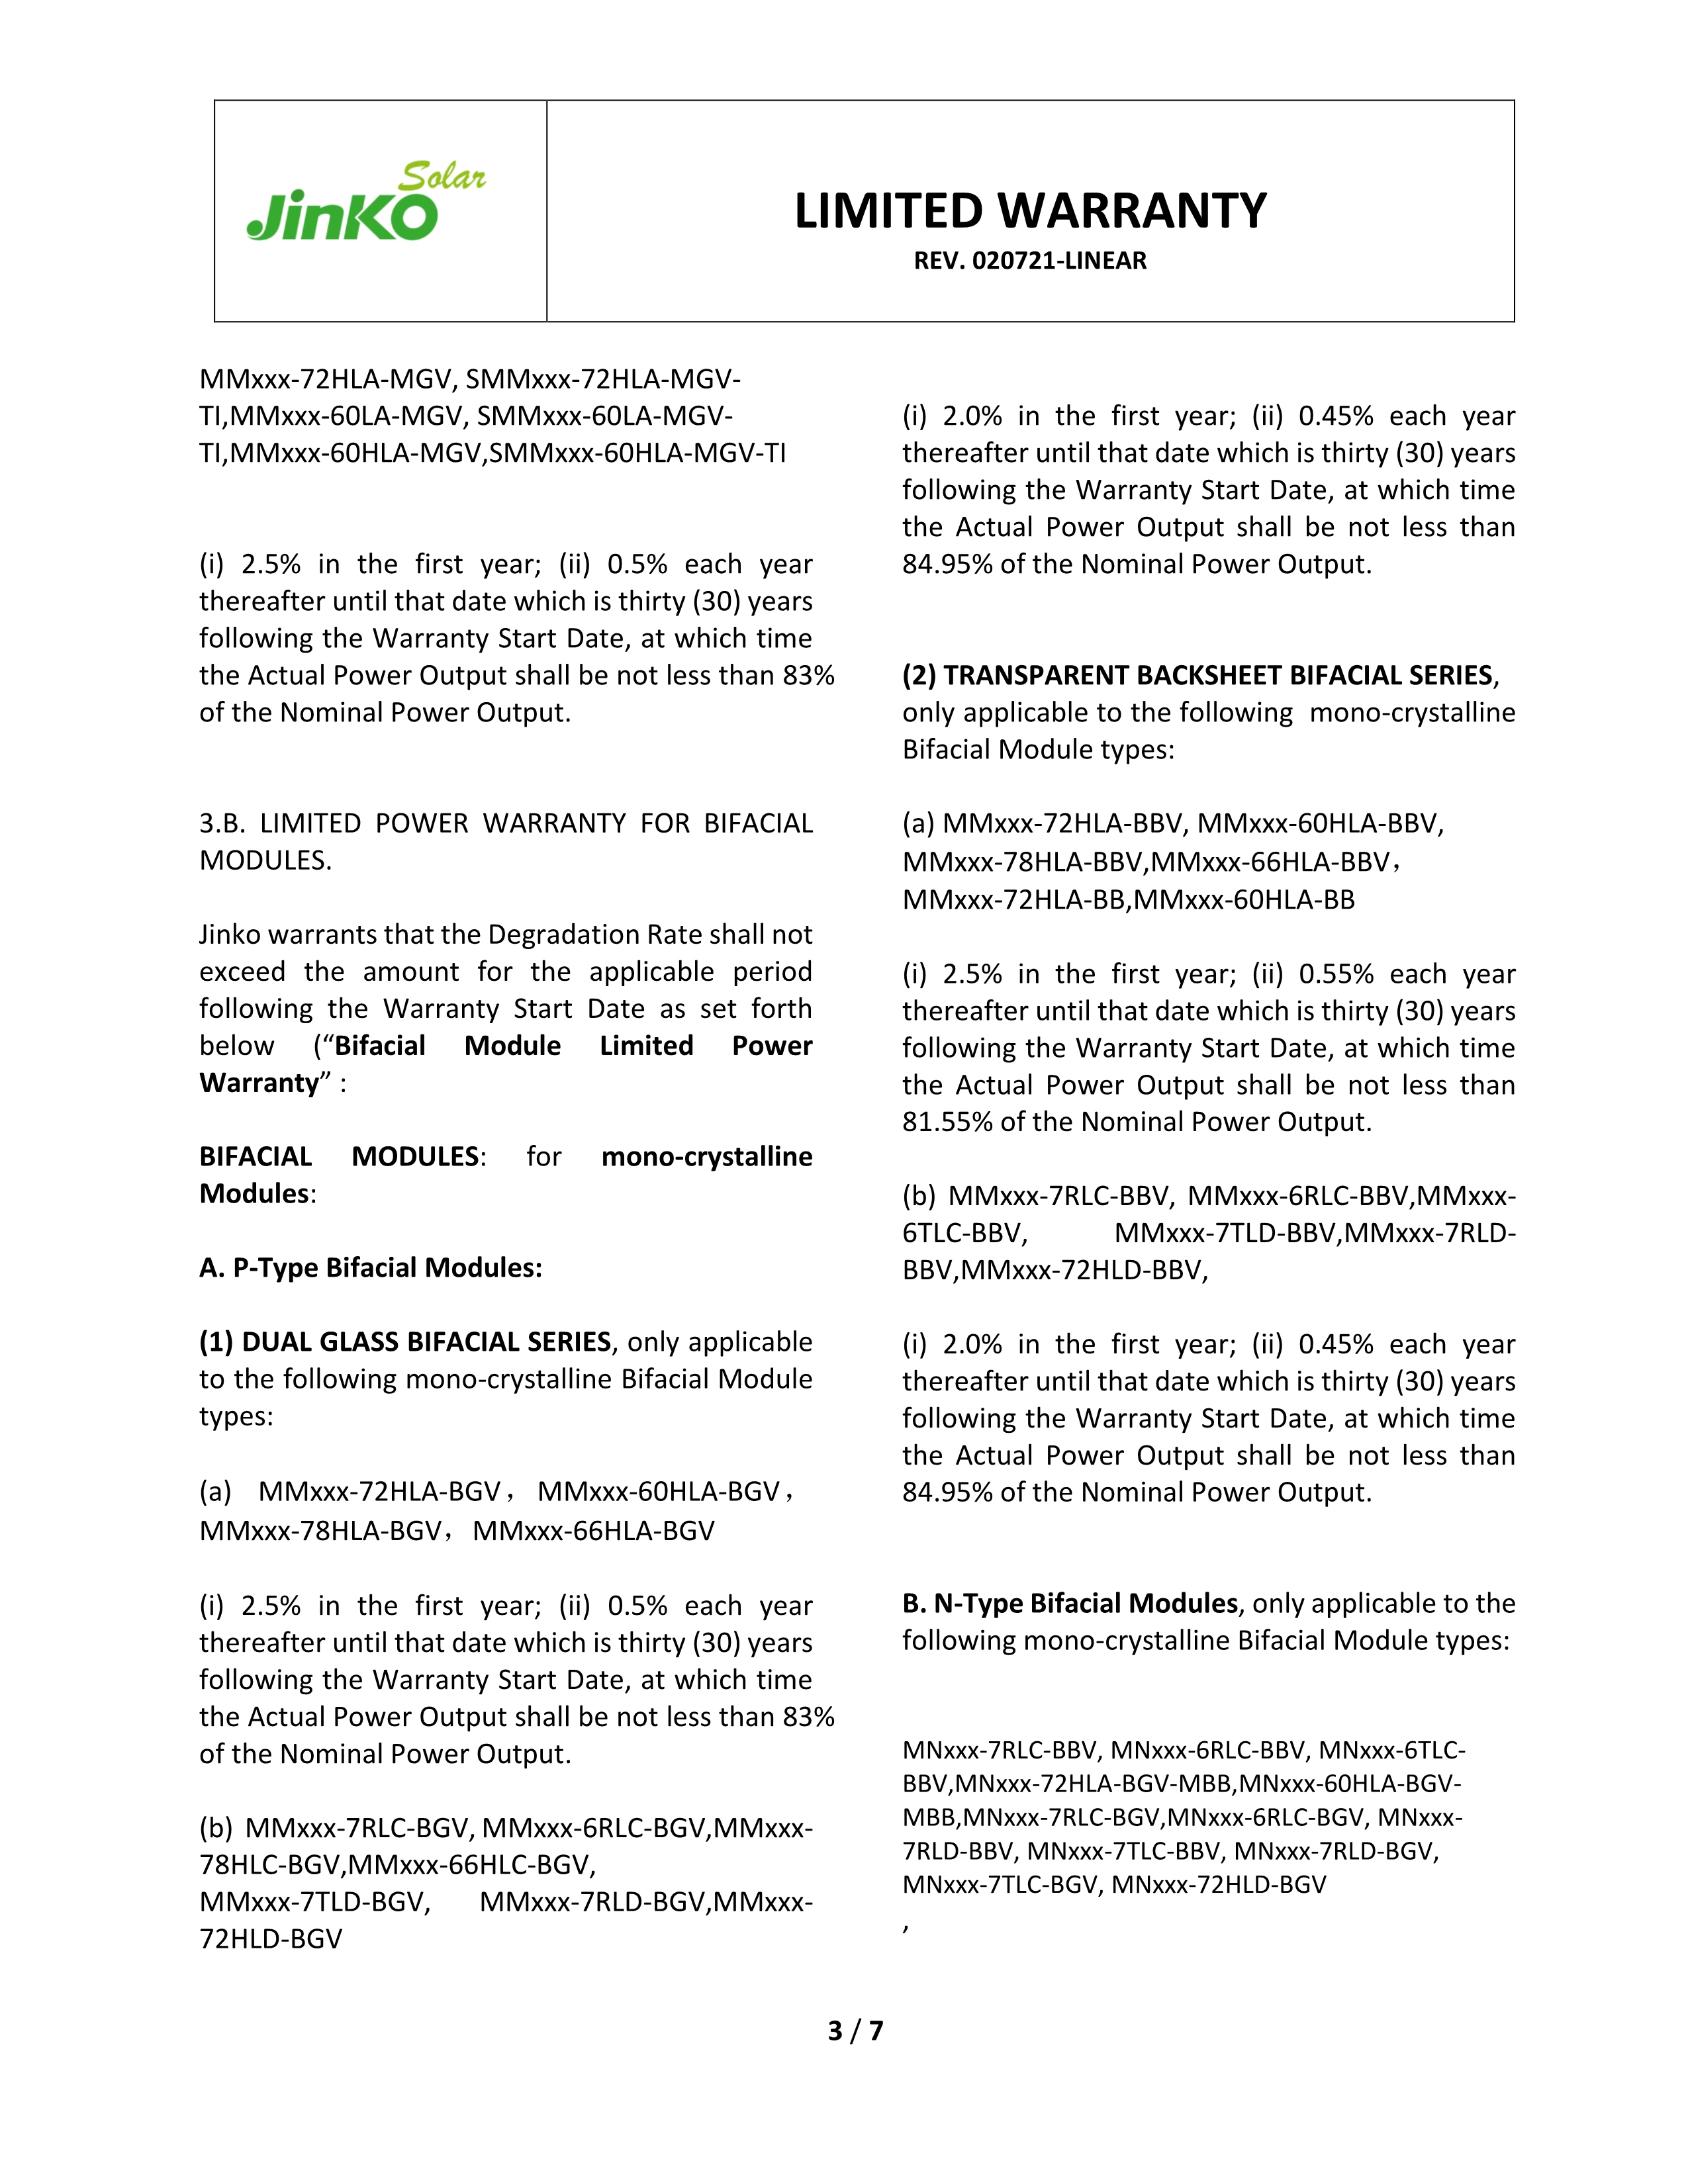 Solar
JinKO
LIMITED WARRANTY
REV. 020721-LINEAR
MMxxx-72HLA-MGV, SMMxxx-72HLA-MGV-
TI,MMxxx-60LA-MGV, SMMxxx-60LA-MGV-
TI,MMxxx-60HLA-MGV,SMMxxx-60HLA-MGV-TI
(i) 2.5% in the first year; (ii) 0.5% each year
thereafter until that date which is thirty (30) years
following the Warranty Start Date, at which time
the Actual Power Output shall be not less than 83%
of the Nominal Power Output.
3.B. LIMITED POWER WARRANTY FOR BIFACIAL
MODULES.
Jinko warrants that the Degradation Rate shall not
exceed the amount for the applicable period
following the Warranty Start Date as set forth
below (“Bifacial Module Limited Power
Warranty” :
BIFACIAL MODULES: for mono-crystalline
Modules:
A. P-Type Bifacial Modules:
(1) DUAL GLASS BIFACIAL SERIES, only applicable
to the following mono-crystalline Bifacial Module
types:
(a) MMxxx-72HLA-BGV， MMxxx-60HLA-BGV，
MMxxx-78HLA-BGV， MMxxx-66HLA-BGV
(i) 2.5% in the first year; (ii) 0.5% each year
thereafter until that date which is thirty (30) years
following the Warranty Start Date, at which time
the Actual Power Output shall be not less than 83%
of the Nominal Power Output.
(b) MMxxx-7RLC-BGV, MMxxx-6RLC-BGV,MMxxx-
78HLC-BGV,MMxxx-66HLC-BGV,
MMxxx-7TLD-BGV, MMxxx-7RLD-BGV,MMxxx-
72HLD-BGV
(i) 2.0% in the first year; (ii) 0.45% each year
thereafter until that date which is thirty (30) years
following the Warranty Start Date, at which time
the Actual Power Output shall be not less than
84.95% of the Nominal Power Output.
(2) TRANSPARENT BACKSHEET BIFACIAL SERIES,
only applicable to the following mono-crystalline
Bifacial Module types:
(a) MMxxx-72HLA-BBV, MMxxx-60HLA-BBV,
MMxxx-78HLA-BBV,MMxxx-66HLA-BBV，
MMxxx-72HLA-BB,MMxxx-60HLA-BB
(i) 2.5% in the first year; (ii) 0.55% each year
thereafter until that date which is thirty (30) years
following the Warranty Start Date, at which time
the Actual Power Output shall be not less than
81.55% of the Nominal Power Output.
(b) MMxxx-7RLC-BBV, MMxxx-6RLC-BBV,MMxxx-
6TLC-BBV, MMxxx-7TLD-BBV,MMxxx-7RLD-
BBV,MMxxx-72HLD-BBV,
(i) 2.0% in the first year; (ii) 0.45% each year
thereafter until that date which is thirty (30) years
following the Warranty Start Date, at which time
the Actual Power Output shall be not less than
84.95% of the Nominal Power Output.
B. N-Type Bifacial Modules, only applicable to the
following mono-crystalline Bifacial Module types:
MNxxx-7RLC-BBV, MNxxx-6RLC-BBV, MNxxx-6TLC-
BBV,MNxxx-72HLA-BGV-MBB,MNxxx-60HLA-BGV-
MBB,MNxxx-7RLC-BGV,MNxxx-6RLC-BGV, MNxxx-
7RLD-BBV, MNxxx-7TLC-BBV, MNxxx-7RLD-BGV,
MNxxx-7TLC-BGV, MNxxx-72HLD-BGV
,
3 / 7